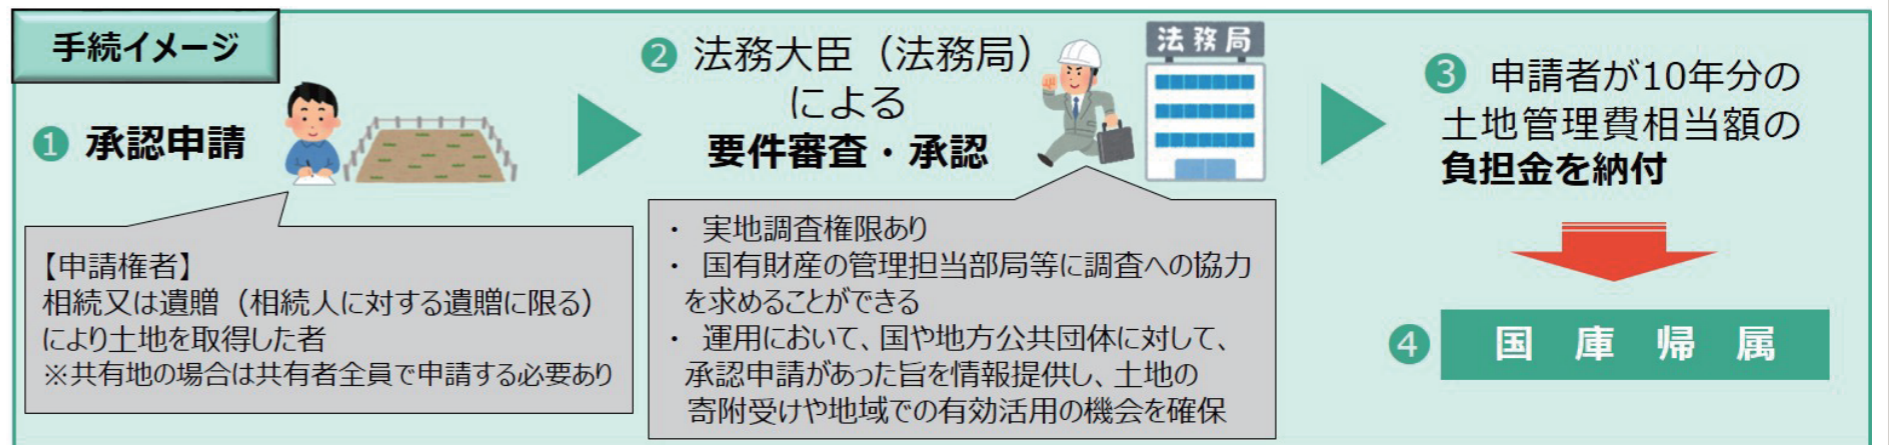 手続イメージ
❶ 承認申請
【申請権者】
相続又は遺贈（相続人に対する遺贈に限る）
により土地を取得した者
※共有地の場合は共有者全員で申請する必要あり
❷ 法務大臣（法務局）
による
要件審査・承認
法務局
・ 実地調査権限あり
・ 国有財産の管理担当部局等に調査への協力
を求めることができる
・ 運用において、国や地方公共団体に対して、
承認申請があった旨を情報提供し、土地の
寄附受けや地域での有効活用の機会を確保
❸ 申請者が10年分の
土地管理費相当額の
負担金を納付
❹ 国庫帰属